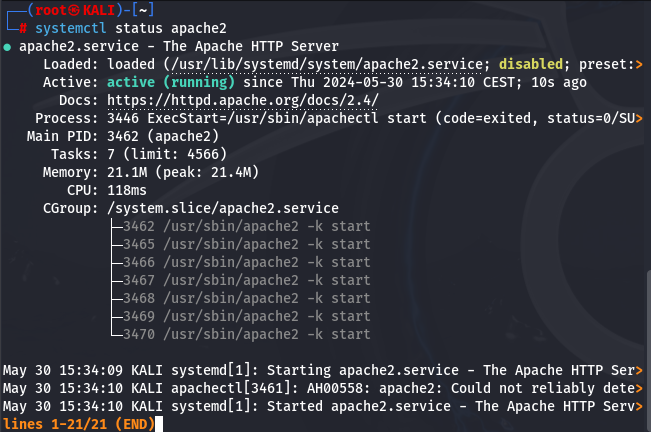 ┌──(root㉿KALI)-[~]
└─# systemctl status apache2
● apache2.service - The Apache HTTP Server
     Loaded: loaded (/usr/lib/systemd/system/apache2.service; disabled; preset:>
     Active: active (running) since Thu 2024-05-30 15:34:10 CEST; 10s ago
       Docs: https://httpd.apache.org/docs/2.4/
    Process: 3446 ExecStart=/usr/sbin/apachectl start (code=exited, status=0/SU>
   Main PID: 3462 (apache2)
      Tasks: 7 (limit: 4566)
     Memory: 21.1M (peak: 21.4M)
        CPU: 118ms
     CGroup: /system.slice/apache2.service
             ├─3462 /usr/sbin/apache2 -k start
             ├─3465 /usr/sbin/apache2 -k start
             ├─3466 /usr/sbin/apache2 -k start
             ├─3467 /usr/sbin/apache2 -k start
             ├─3468 /usr/sbin/apache2 -k start
             ├─3469 /usr/sbin/apache2 -k start
             └─3470 /usr/sbin/apache2 -k start

May 30 15:34:09 KALI systemd[1]: Starting apache2.service - The Apache HTTP Ser>
May 30 15:34:10 KALI apachectl[3461]: AH00558: apache2: Could not reliably dete>
May 30 15:34:10 KALI systemd[1]: Started apache2.service - The Apache HTTP Serv>
lines 1-21/21 (END)